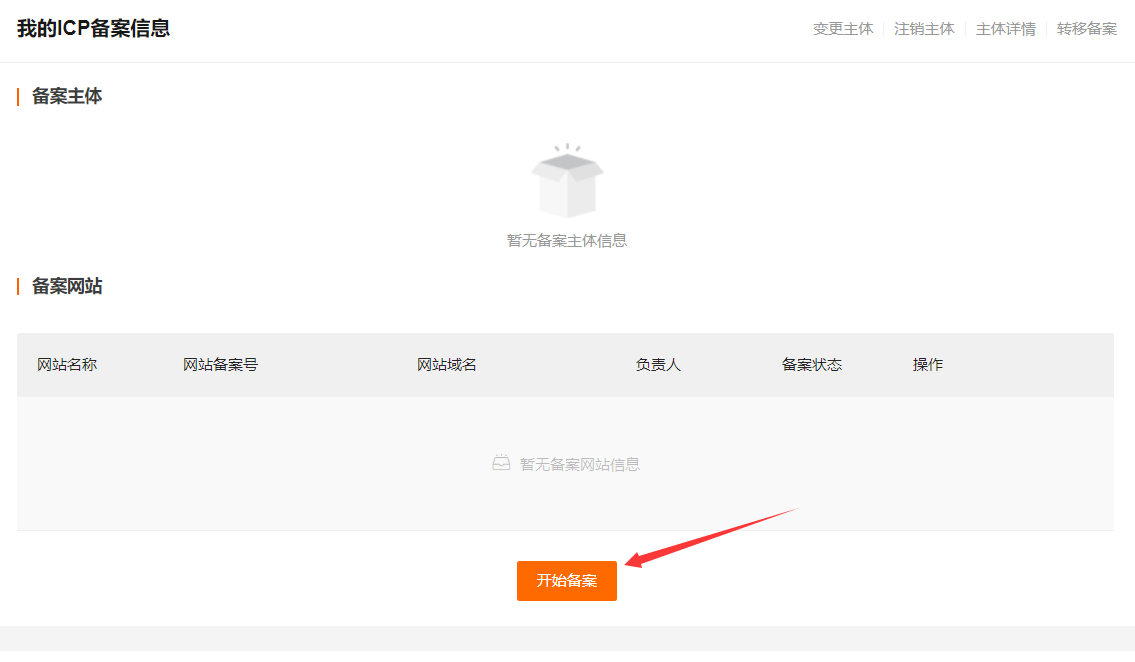 我的ICP备案信息
变更主体 注销主体 主体详情 转移备案
备案主体
暂无备案主体信息
备案网站
网站名称 网站备案号 网站域名 负责人 备案状态 操作
暂无备案网站信息
开始备案